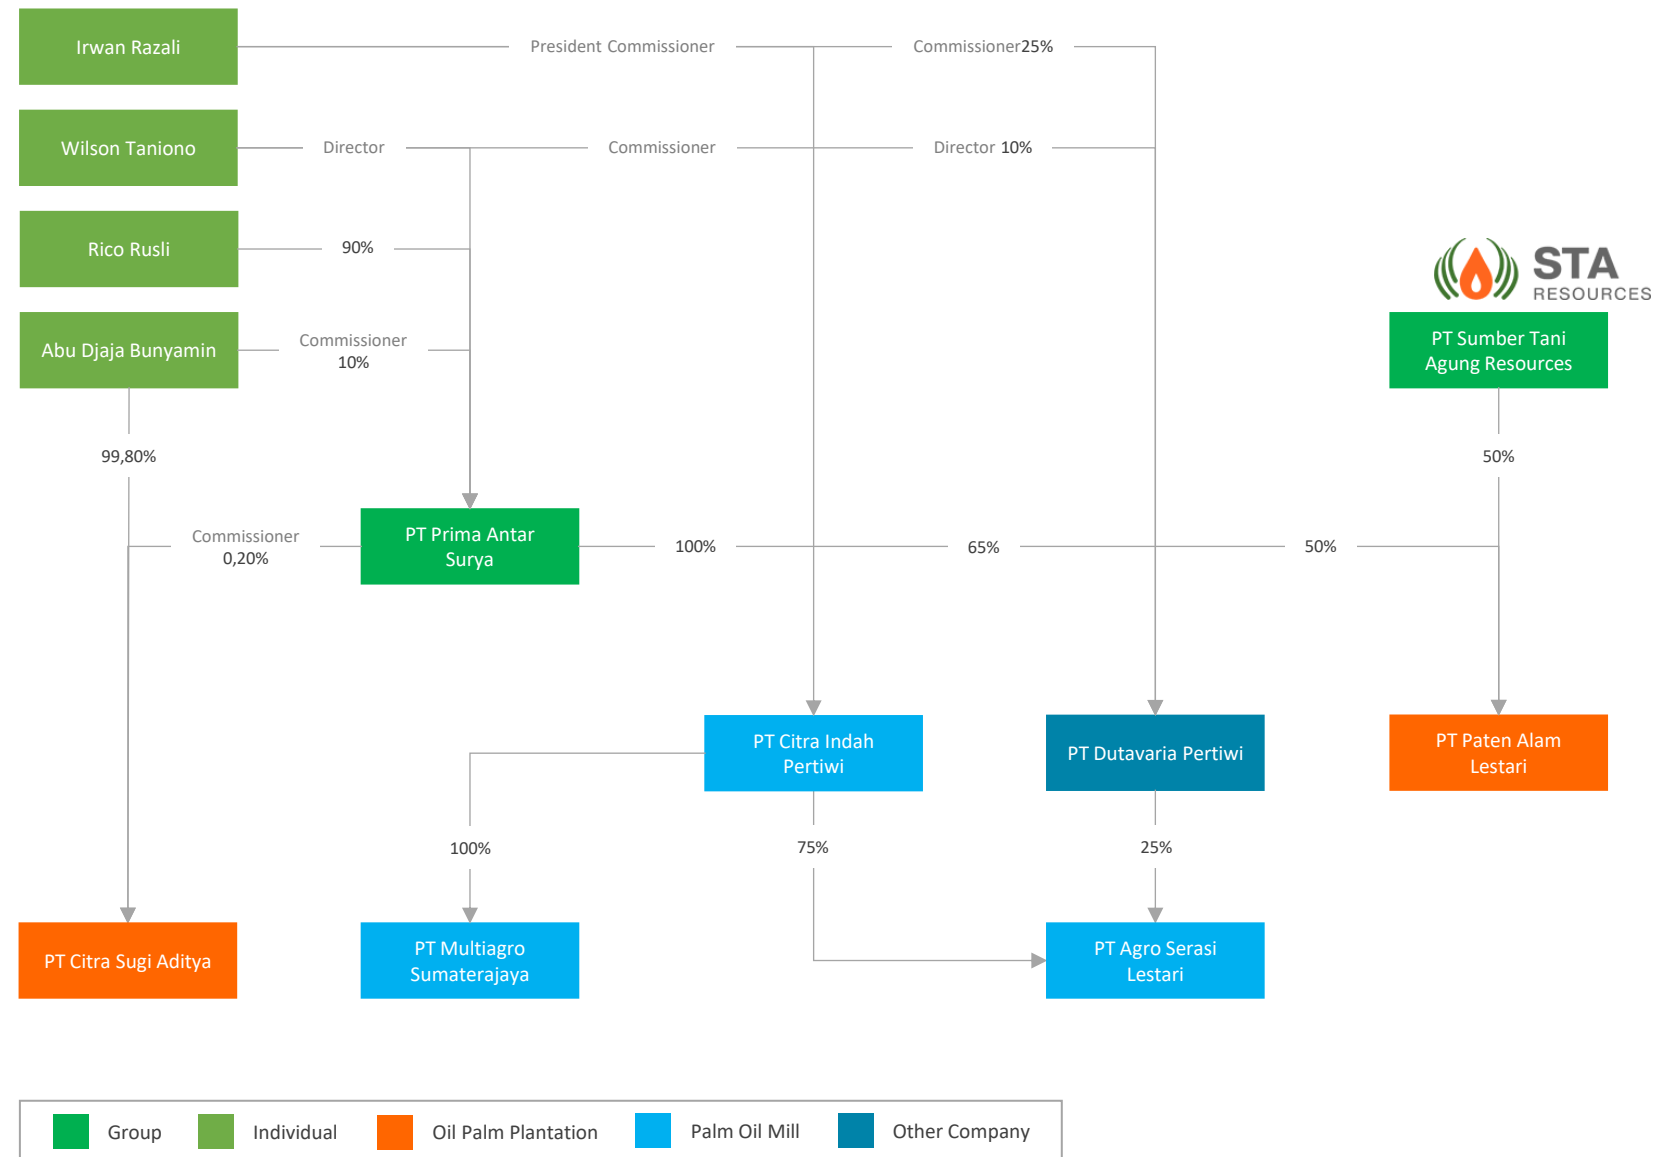 Irwan Razali
President Commissioner
Commissioner25%
Wilson Taniono
Director
Commissioner
Director 10%
Rico Rusli
90%
STA
RESOURCES
Abu Djaja Bunyamin
Commissioner
10%
PT Sumber Tani
Agung Resources
99,80%
50%
Commissioner
0,20%
PT Prima Antar
Surya
100%
65%
50%
PT Citra Indah
Pertiwi
PT Dutavaria Pertiwi
PT Paten Alam
Lestari
100%
75%
25%
PT Citra Sugi Aditya
PT Multiagro
Sumaterajaya
PT Agro Serasi
Lestari
Group
Individual
Oil Palm Plantation
Palm Oil Mill
Other Company